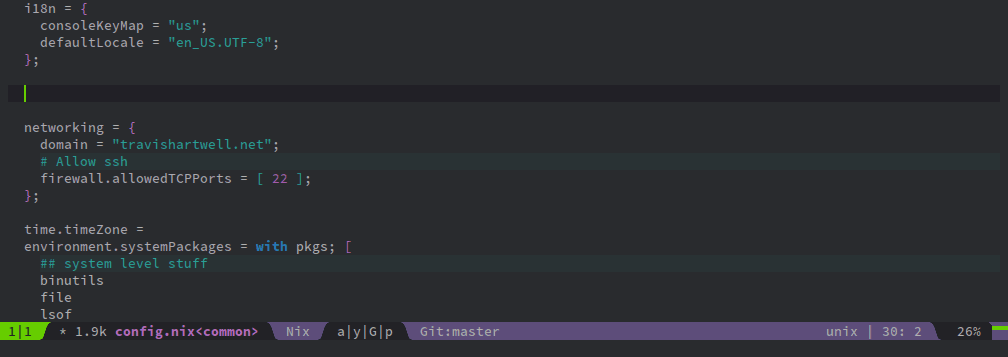 i18n = {
consoleKeyMap = "us";
defaultLocale = "en_US.UTF-8";
};
networking = {
domain = "travishartwell.net";
# Allow ssh
firewall.allowedTCPPorts = [ 22 ];
};
time.timeZone =
environment.systemPackages = with pkgs; [
## system level stuff
binutils
file
lsof
1|1 * 1.9k config.nix<common> Nix a|y|G|p Git:master unix | 30: 2 26%